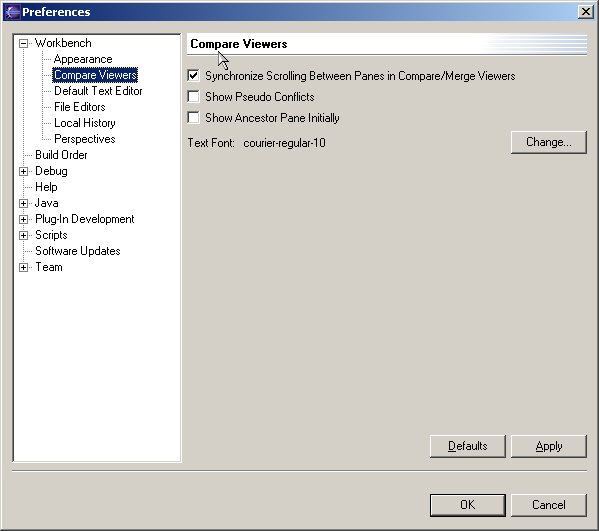 Preferences
Workbench
Appearance
Compare Viewers
Default Text Editor
File Editors
Local History
Perspectives
Build Order
Debug
Help
Java
Plug-In Development
Scripts
Software Updates
Team
Compare Viewers
Synchronize Scrolling Between Panes in Compare/Merge Viewers
Show Pseudo Conflicts
Show Ancestor Pane Initially
Text Font: courier-regular-10 Change...
Defaults Apply
OK Cancel